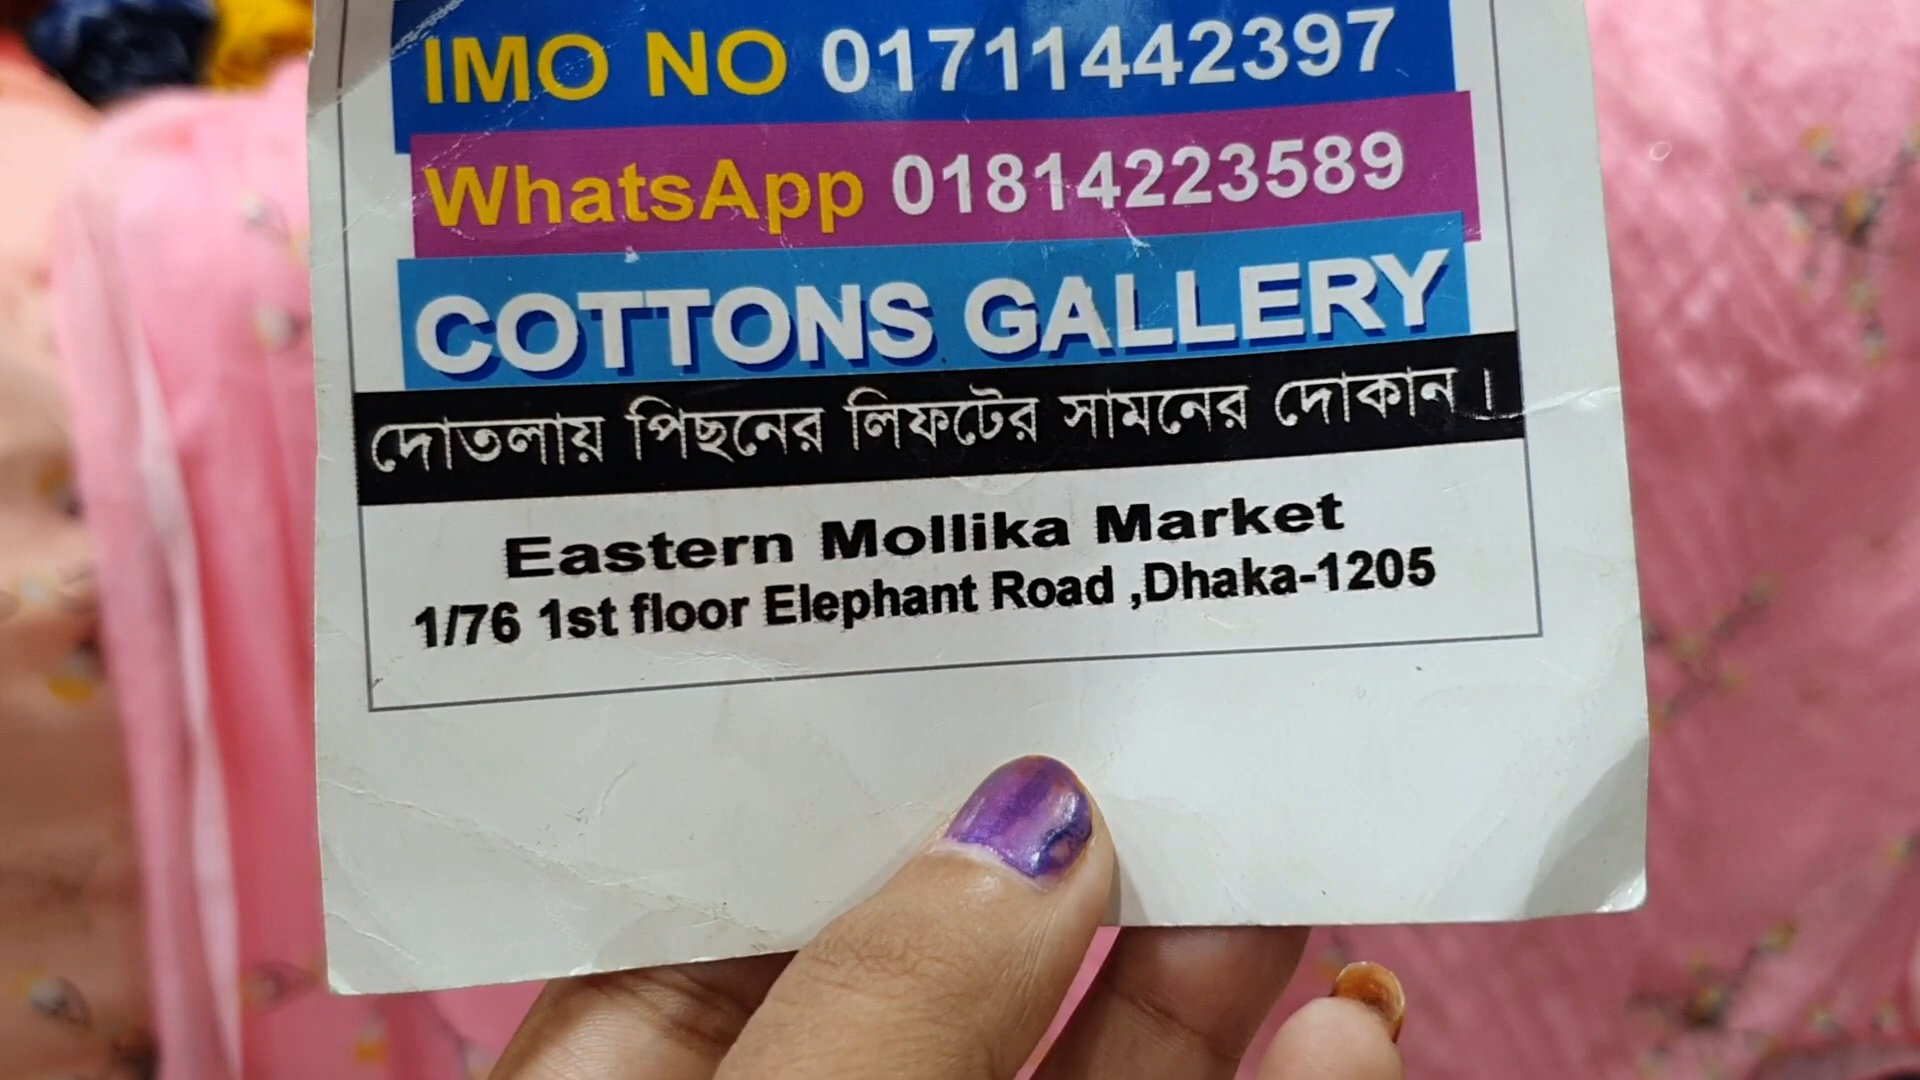 IMO NO 01711442397
WhatsApp 01814223589
COTTONS GALLERY
দোতলায় পিছনের লিফটের সামনের দোকান ।
Eastern Mollika Market
1/76 1st floor Elephant Road ,Dhaka-1205